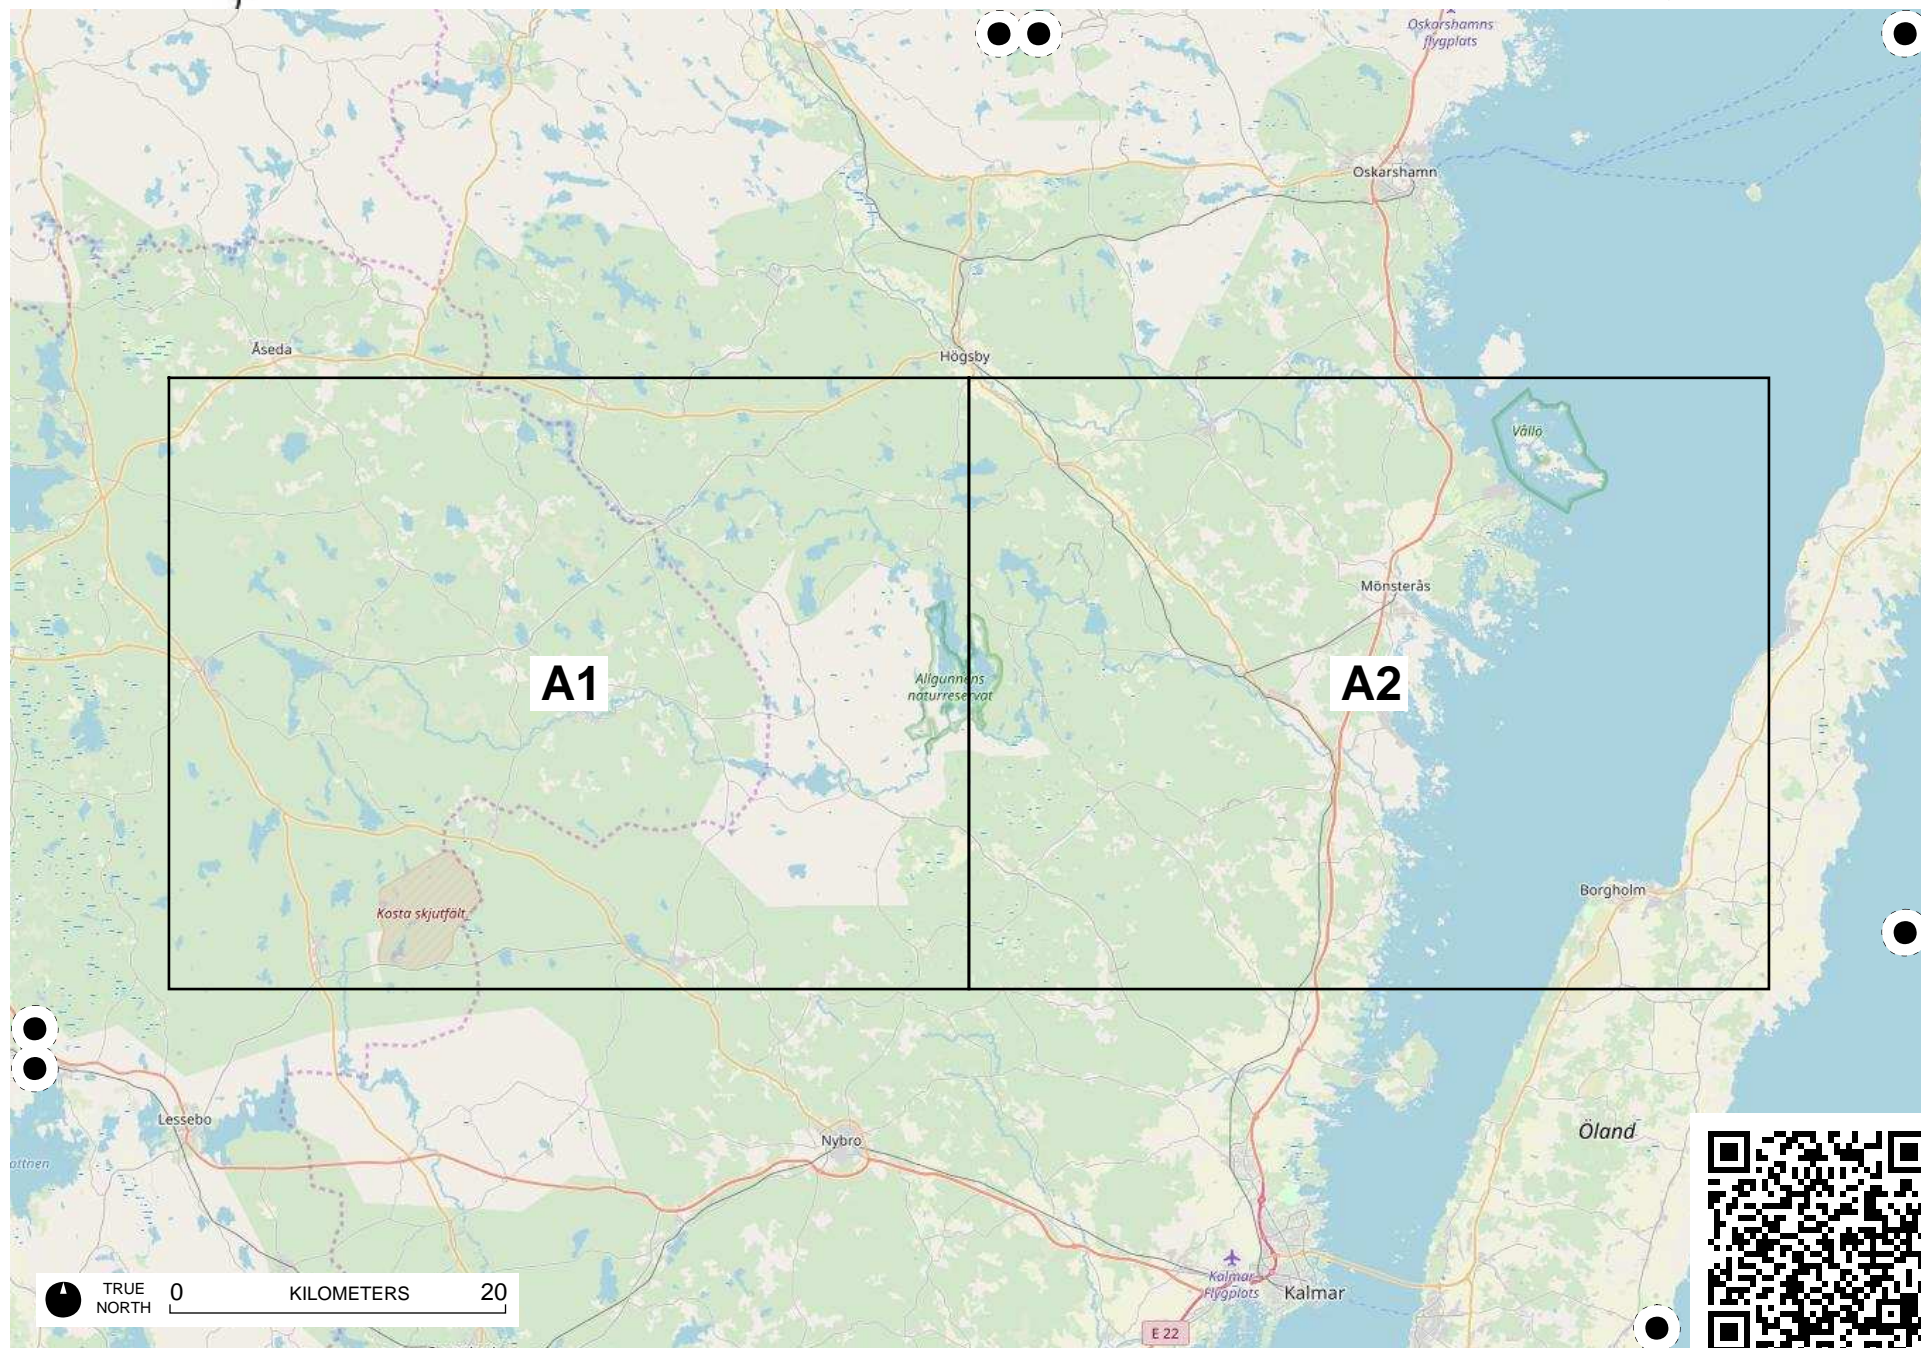 Oskarshamns
flygplats
Oskarshamn
Åseda
Högsby
Vållö
Mönsterås
A1
Allgunnens
naturreservat
A2
Borgholm
Kosta skjutfält
Lessebo
Nybro
Öland
TRUE
NORTH
0 KILOMETERS 20
Kalmar
Flygplats
Kalmar
E 22